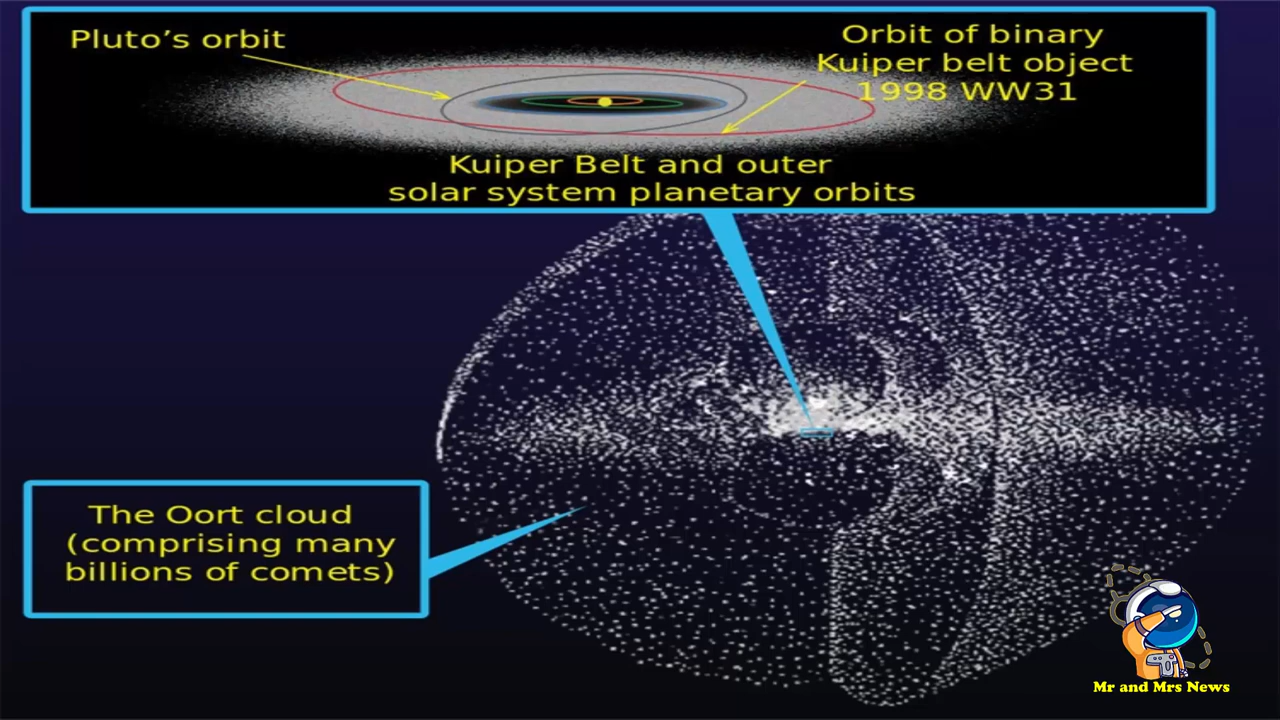 Pluto’s orbit
Orbit of binary
Kuiper belt object
1998 WW31
Kuiper Belt and outer
solar system planetary orbits
The Oort cloud
(comprising many
billions of comets)
Mr and Mrs News